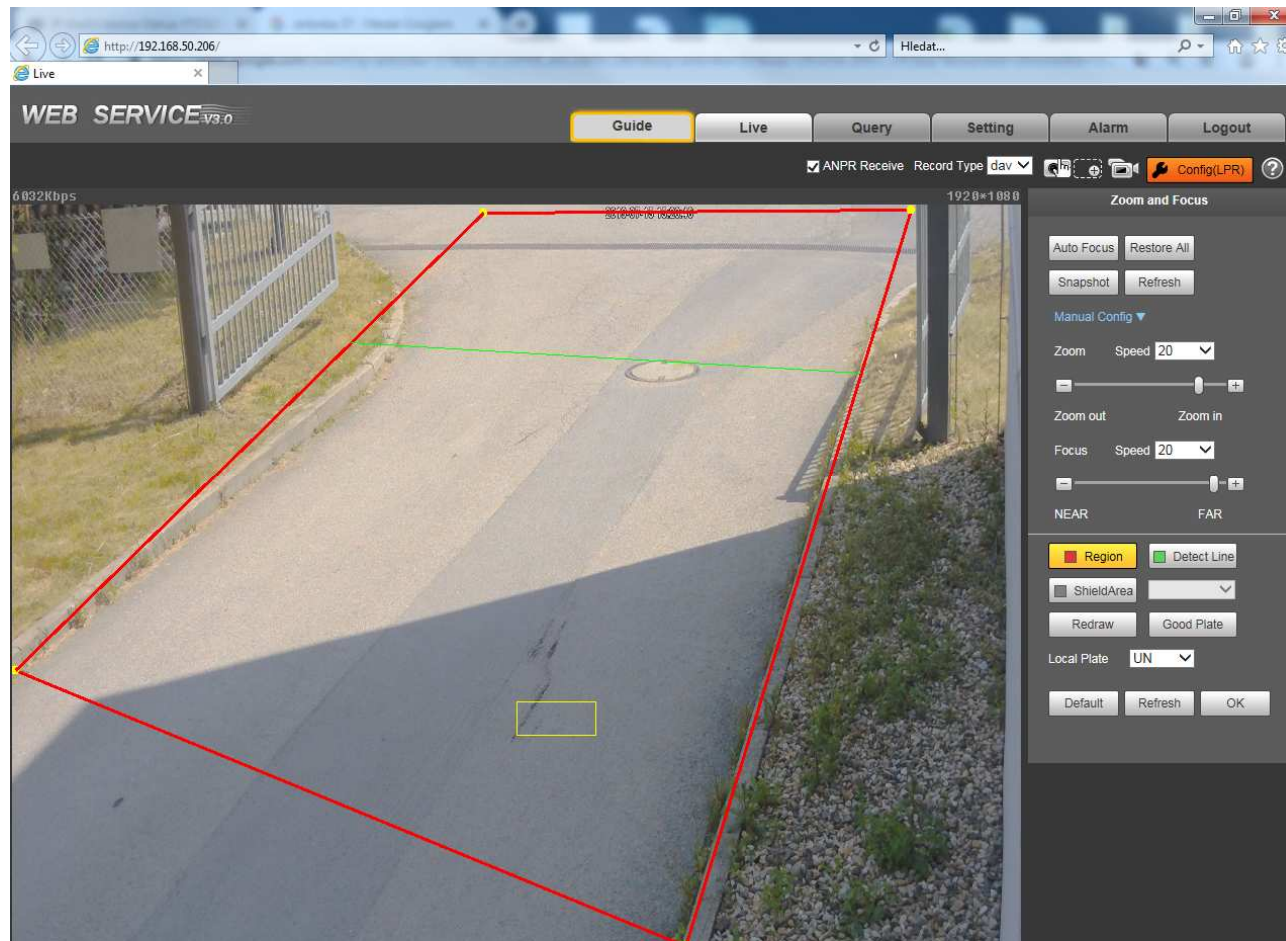 http://192.168.50.206/
Hledat...
Live
WEB SERVICE V3.0
Guide
Live
Query
Setting
Alarm
Logout
ANPR Receive Record Type dav
Config(LPR)
?
6032Kbps
1920*1080
Zoom and Focus
Auto Focus
Restore All
Snapshot
Refresh
Manual Config
Zoom Speed 20
Zoom out Zoom in
Focus Speed 20
NEAR FAR
Region
Detect Line
ShieldArea
Redraw
Good Plate
Local Plate UN
Default
Refresh
OK